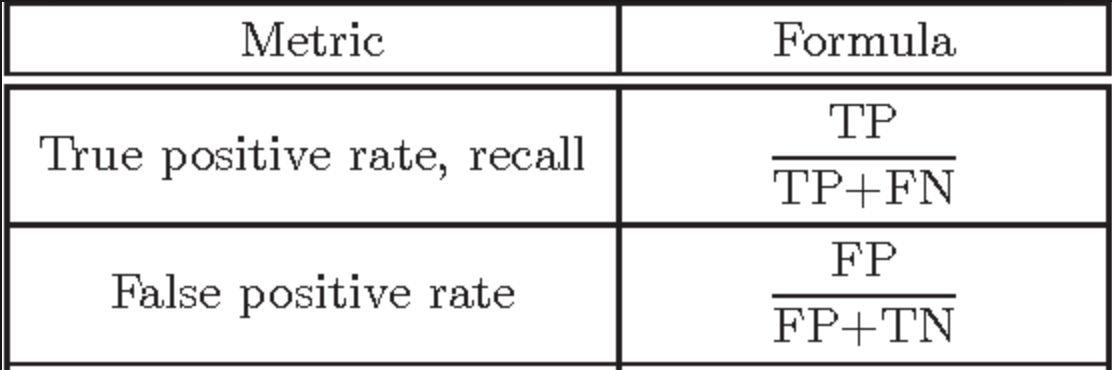 Metric Formula
True positive rate, recall
TP
TP+FN
False positive rate
FP
FP+TN